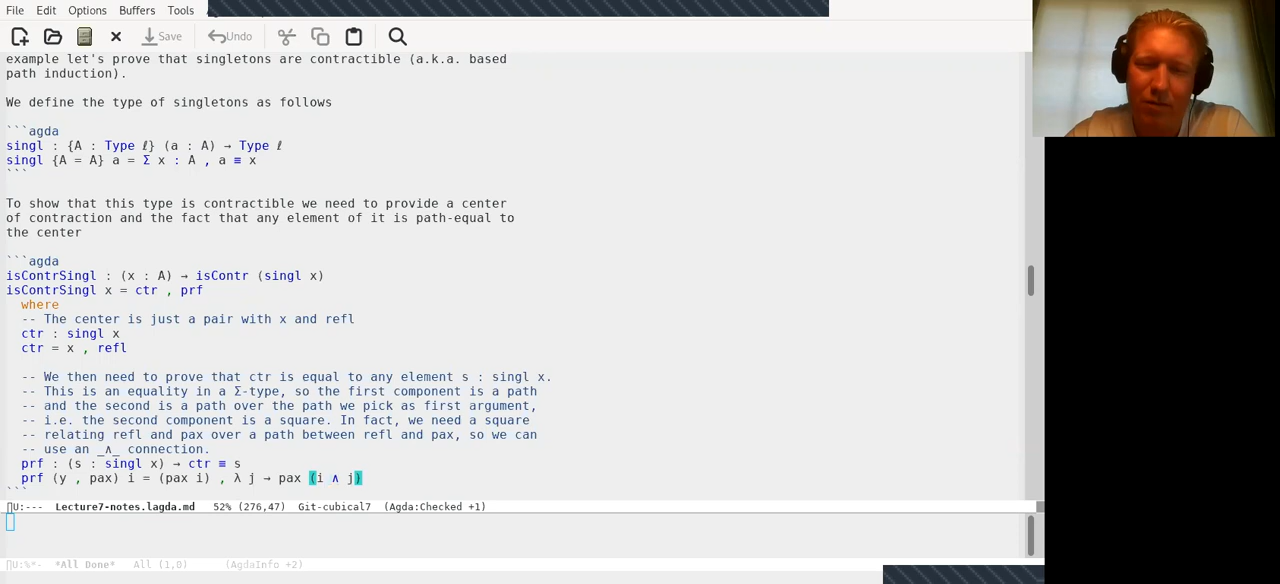 File Edit Options Buffers Tools
Save Undo
example let's prove that singletons are contractible (a.k.a. based
path induction).
We define the type of singletons as follows
```agda
singl : {A : Type ℓ} (a : A) → Type ℓ
singl {A = A} a = Σ x : A , a ≡ x
```
To show that this type is contractible we need to provide a center
of contraction and the fact that any element of it is path-equal to
the center
```agda
isContrSingl : (x : A) → isContr (singl x)
isContrSingl x = ctr , prf
where
-- The center is just a pair with x and refl
ctr : singl x
ctr = x , refl
-- We then need to prove that ctr is equal to any element s : singl x.
-- This is an equality in a Σ-type, so the first component is a path
-- and the second is a path over the path we pick as first argument,
-- i.e. the second component is a square. In fact, we need a square
-- relating refl and pax over a path between refl and pax, so we can
-- use an _∧_ connection.
prf : (s : singl x) → ctr ≡ s
prf (y , pax) i = (pax i) , λ j → pax (i ∧ j)
```
U:--- Lecture7-notes.lagda.md 52% (276,47) Git-cubical7 (Agda:Checked +1)
U:%*- *All Done* All (1,0) (AgdaInfo +2)